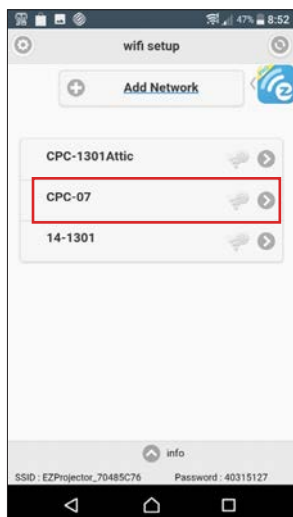 47% 8:52
wifi setup
Add Network
CPC-1301Attic
CPC-07
14-1301
info
SSID : EZProjector_70485C76 Password : 40315127